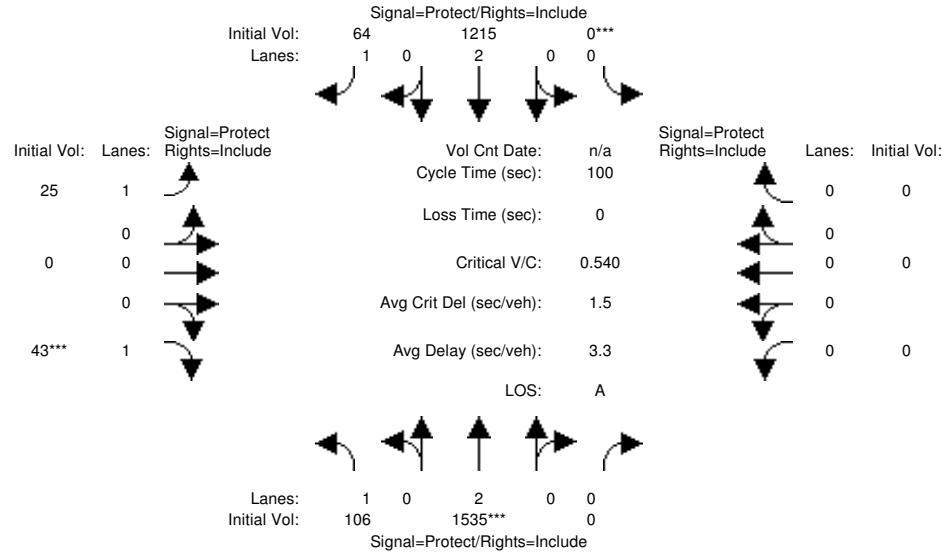 Signal=Protect/Rights=Include
Initial Vol: 64 1215 0***
Lanes: 1 0 2 0 0
Signal=Protect Signal=Protect
Initial Vol: Lanes: Rights=Include Vol Cnt Date: n/a Rights=Include Lanes: Initial Vol:
Cycle Time (sec): 100
25 1 0 0
Loss Time (sec): 0
0 0
0 0 Critical V/C: 0.540 0 0
0 Avg Crit Del (sec/veh): 1.5 0
43*** 1 Avg Delay (sec/veh): 3.3 0 0
LOS: A
Lanes: 1 0 2 0 0
Initial Vol: 106 1535*** 0
Signal=Protect/Rights=Include